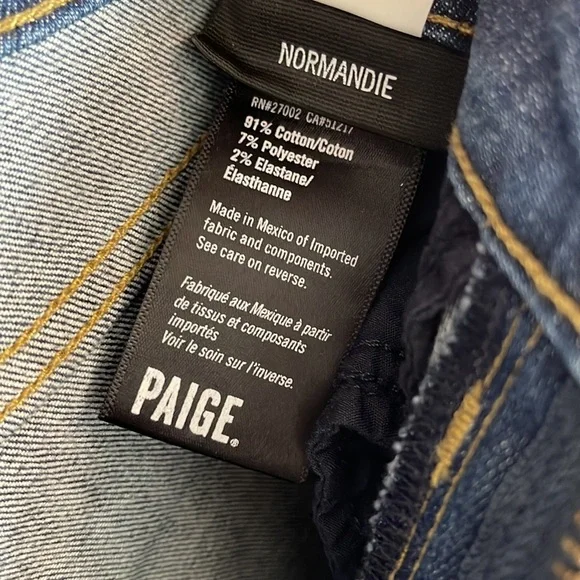 NORMANDIE
RN#27002 CA#51217
91% Cotton/Coton
7% Polyester
2% Elastane/
Élasthanne
Made in Mexico of Imported
fabric and components.
See care on reverse.
Fabriqué aux Mexique à partir
de tissus et composants
importés
Voir le soin sur l'inverse.
PAIGE®